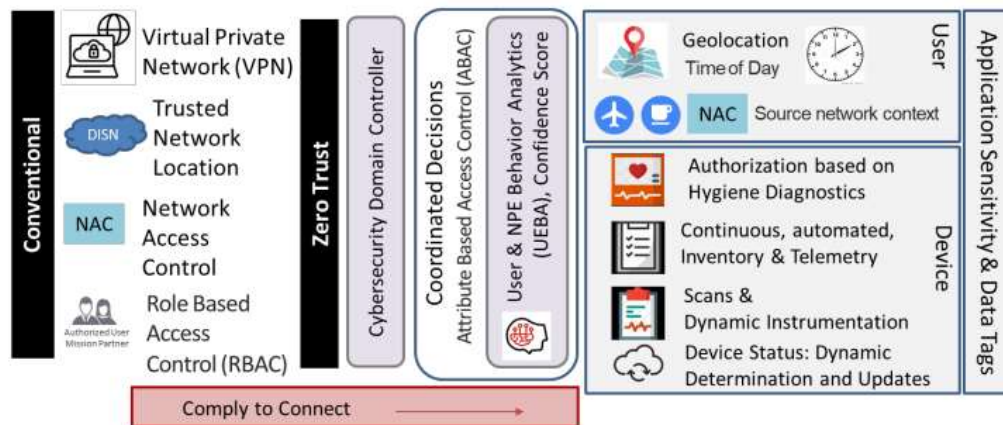 Conventional
Virtual Private
Network (VPN)
DISN
Trusted
Network
Location
NAC
Network
Access
Control
Authorized User
Mission Partner
Role Based
Access
Control (RBAC)
Zero Trust
Cybersecurity Domain Controller
Coordinated Decisions
Attribute Based Access Control (ABAC)
User & NPE Behavior Analytics
(UEBA), Confidence Score
Comply to Connect
Geolocation
Time of Day
NAC
Source network context
User
Authorization based on
Hygiene Diagnostics
Continuous, automated,
Inventory & Telemetry
Scans &
Dynamic Instrumentation
Device Status: Dynamic
Determination and Updates
Device
Application Sensitivity & Data Tags